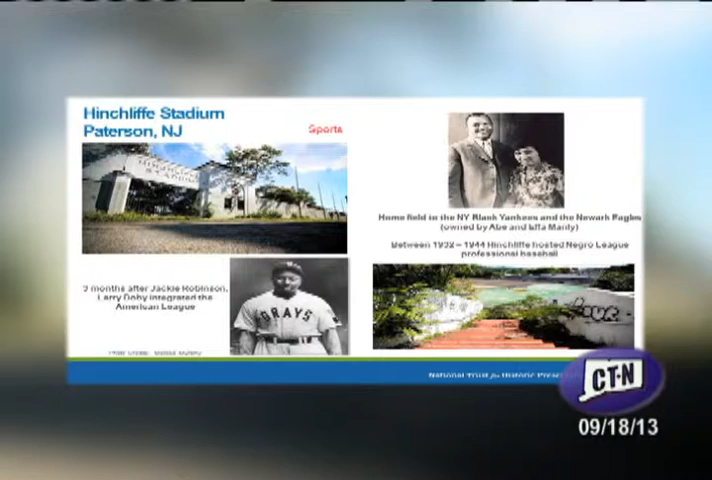 Hinchliffe Stadium
Paterson, NJ
Sports
HINCHLIFFE
STADIUM
Home field to the NY Black Yankees and the Newark Eagles
(owned by Abe and Effa Manly)
Between 1932 – 1944 Hinchliffe hosted Negro League
professional baseball
3 months after Jackie Robinson,
Larry Doby integrated the
American League
GRAYS
National Trust for Historic
CT-N
09/18/13